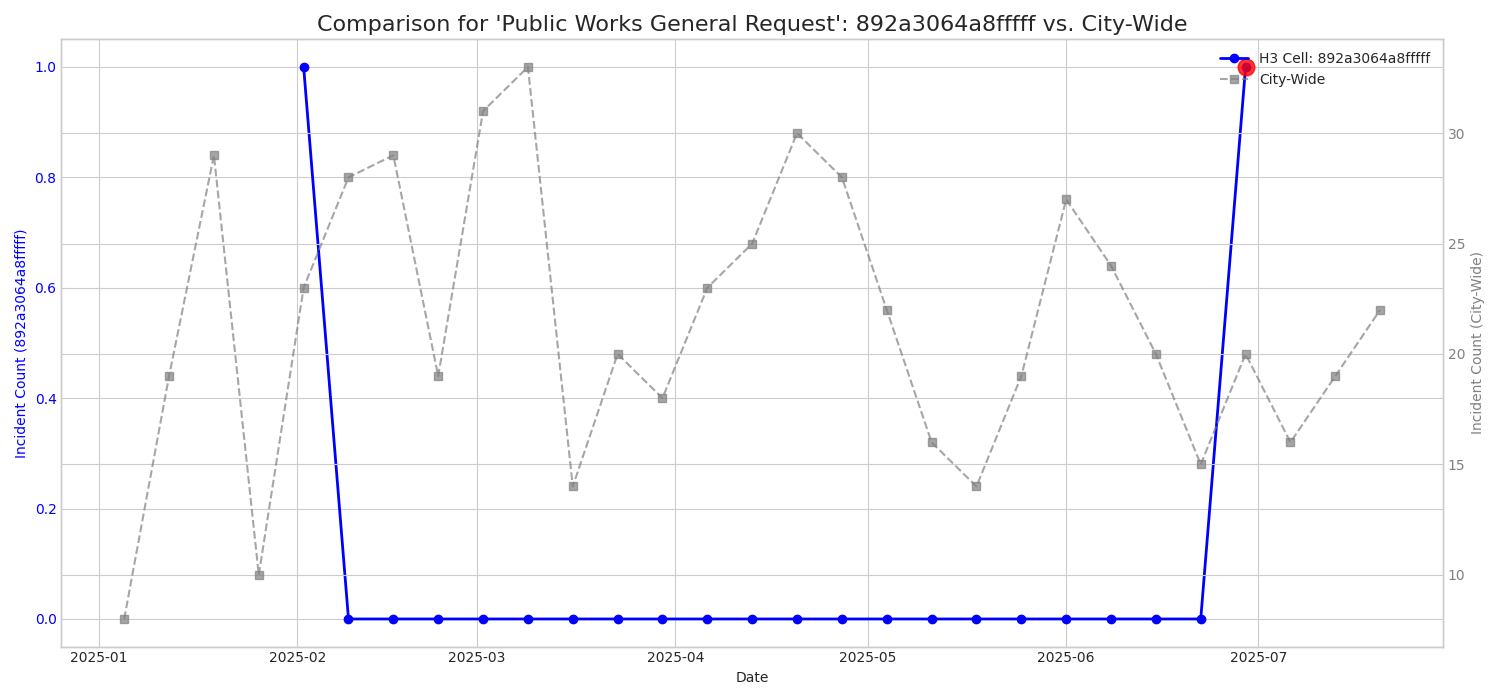 Comparison for 'Public Works General Request': 892a3064a8fffff vs. City-Wide
H3 Cell: 892a3064a8fffff
City-Wide
Incident Count (892a3064a8fffff)
1.0
0.8
0.6
0.4
0.2
0.0
30
25
20
15
10
Incident Count (City-Wide)
2025-01 2025-02 2025-03 2025-04 2025-05 2025-06 2025-07
Date